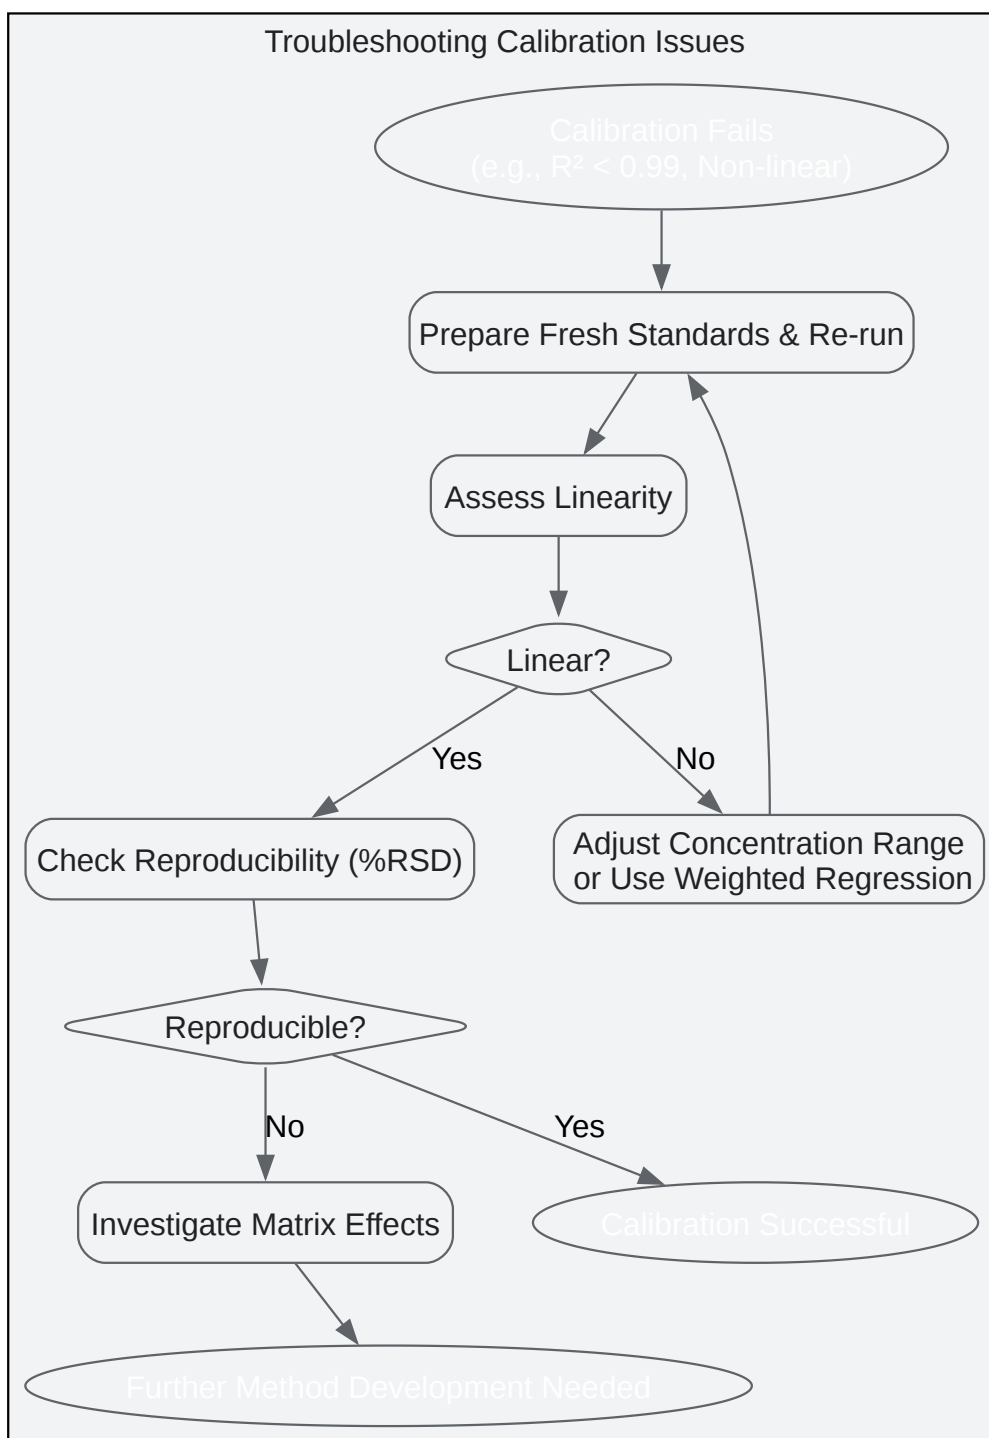 Troubleshooting Calibration Issues
Calibration Fails
(e.g., R² < 0.99, Non-linear)
Prepare Fresh Standards & Re-run
Assess Linearity
Linear?
Yes
No
Check Reproducibility (%RSD)
Adjust Concentration Range
or Use Weighted Regression
Reproducible?
No
Yes
Investigate Matrix Effects
Calibration Successful
Further Method Development Needed